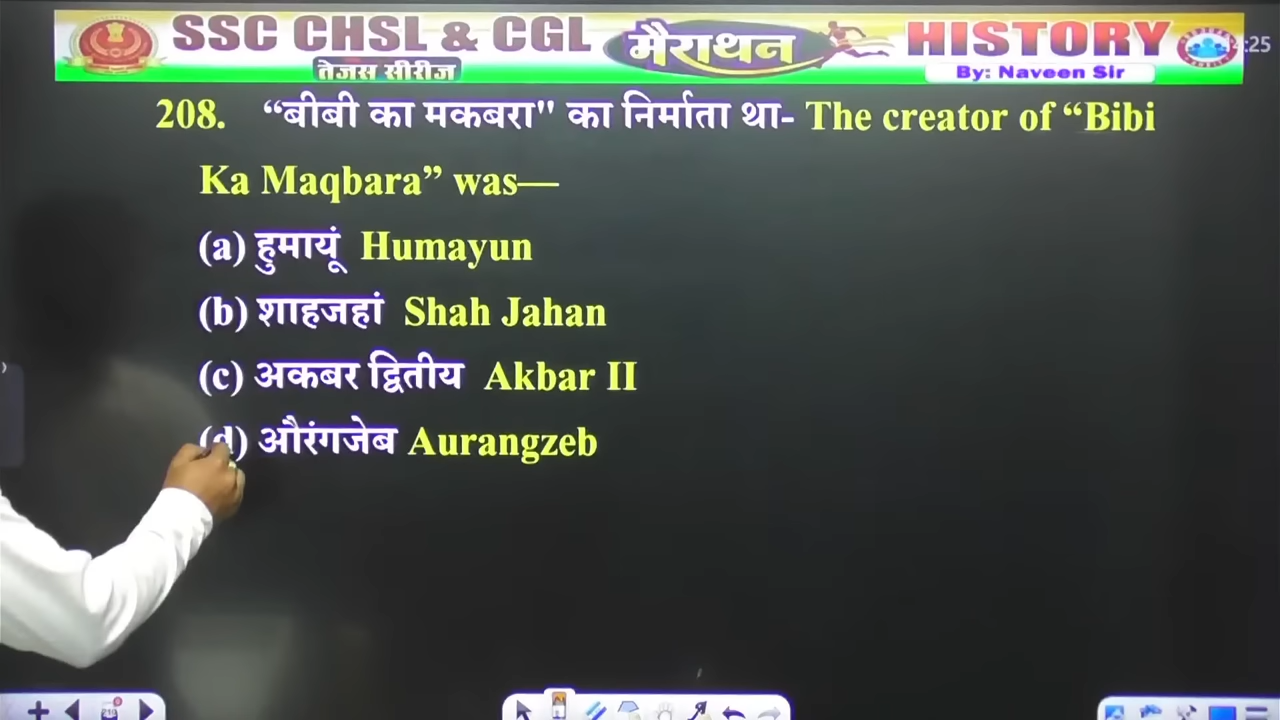 SSC CHSL & CGL
तेजस सीरीज
मैराथन
HISTORY
By: Naveen Sir
:25
208. “बीबी का मकबरा" का निर्माता था- The creator of “Bibi
Ka Maqbara” was—
(a) हुमायूं Humayun
(b) शाहजहां Shah Jahan
(c) अकबर द्वितीय Akbar II
(d) औरंगजेब Aurangzeb